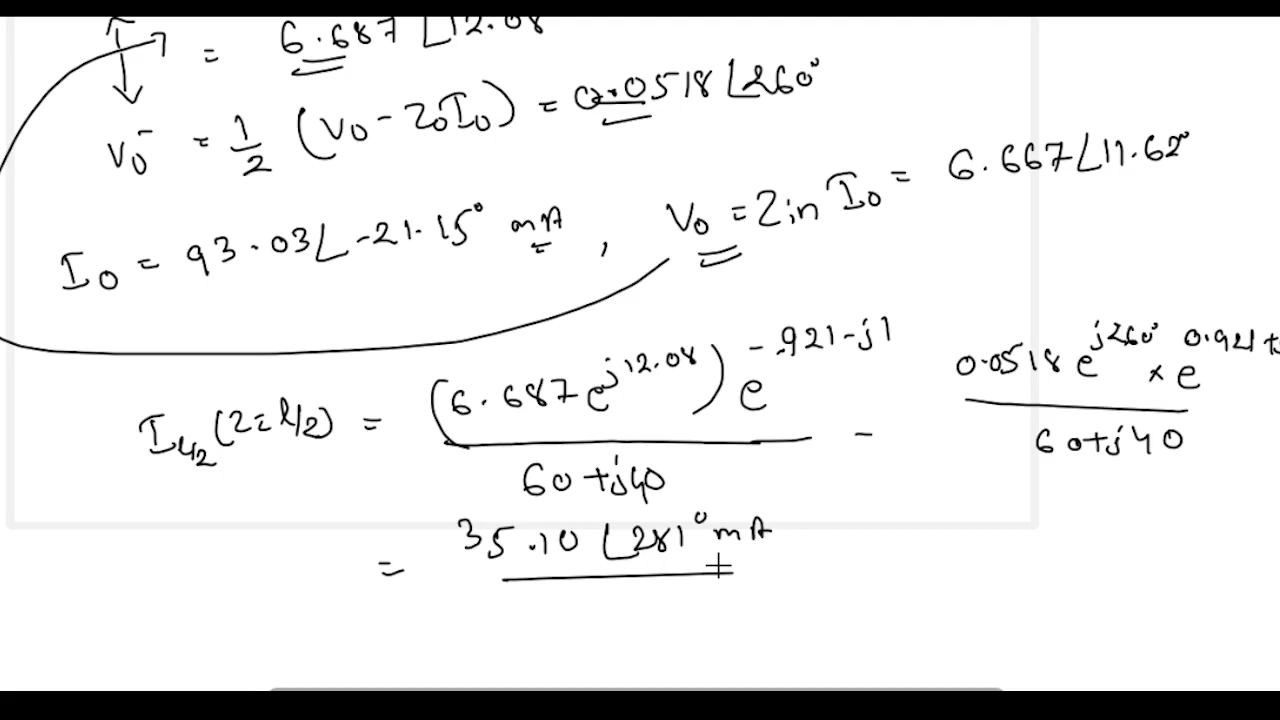 = 6.687 ∠12.08
V₀⁻ = 1/2 (V₀ - Z₀I₀) = 0.0518 ∠260°
I₀ = 93.03∠-21.15° mA , V₀ = Zin I₀ = 6.667∠11.62°
I_L/2 (z = l/2) = (6.687 e^j12.08) e^-.921-j1 / 60+j40 - 0.0518 e^j260° × e^0.921+ / 60+j40
= 35.10 ∠281° mA